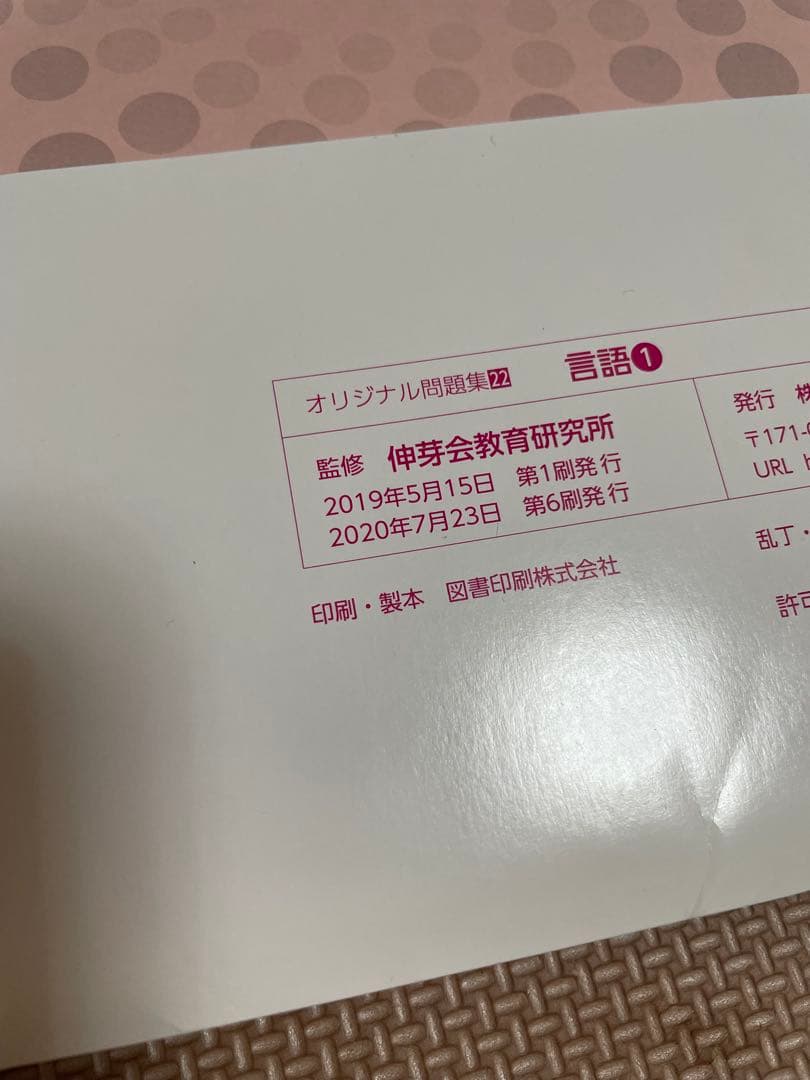 オリジナル問題集22 言語1
監修 伸芽会教育研究所
2019年5月15日 第1刷発行
2020年7月23日 第6刷発行
発行
〒171-
URL
印刷・製本 図書印刷株式会社
乱丁・
許可